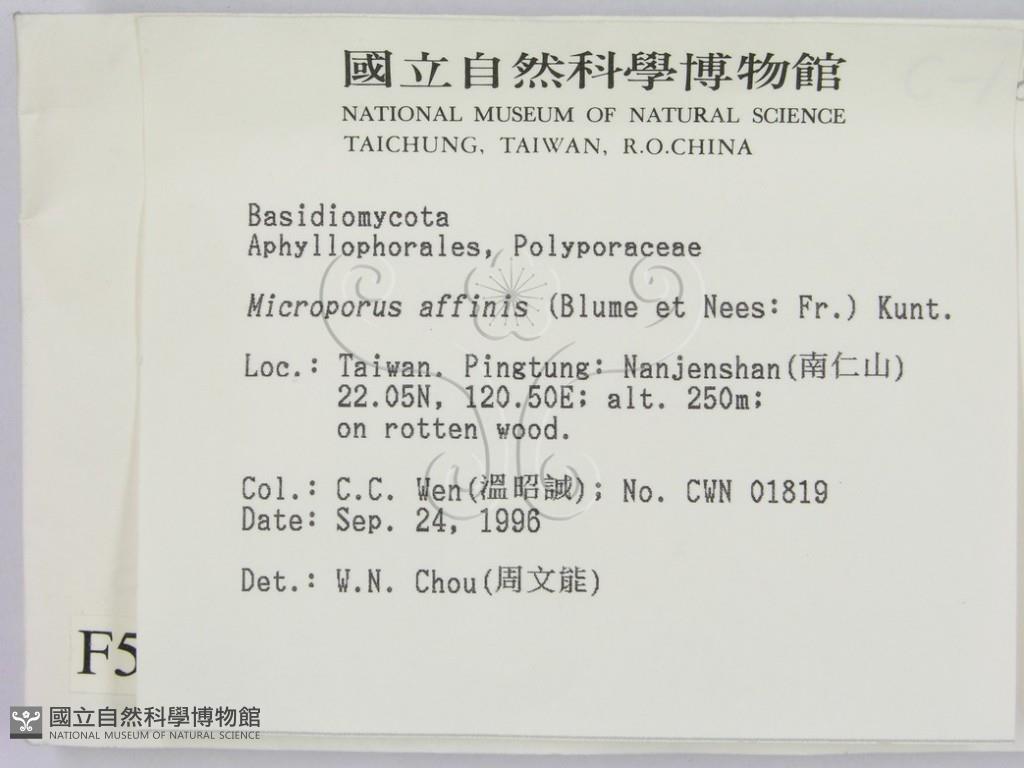 國立自然科學博物館
NATIONAL MUSEUM OF NATURAL SCIENCE
TAICHUNG, TAIWAN, R.O.CHINA
Basidiomycota
Aphyllophorales, Polyporaceae
Microporus affinis (Blume et Nees: Fr.) Kunt.
Loc.: Taiwan. Pingtung: Nanjenshan(南仁山)
22.05N, 120.50E; alt. 250m;
on rotten wood.
Col.: C.C. Wen(溫昭誠); No. CWN 01819
Date: Sep. 24, 1996
Det.: W.N. Chou(周文能)
F5
國立自然科學博物館
NATIONAL MUSEUM OF NATURAL SCIENCE